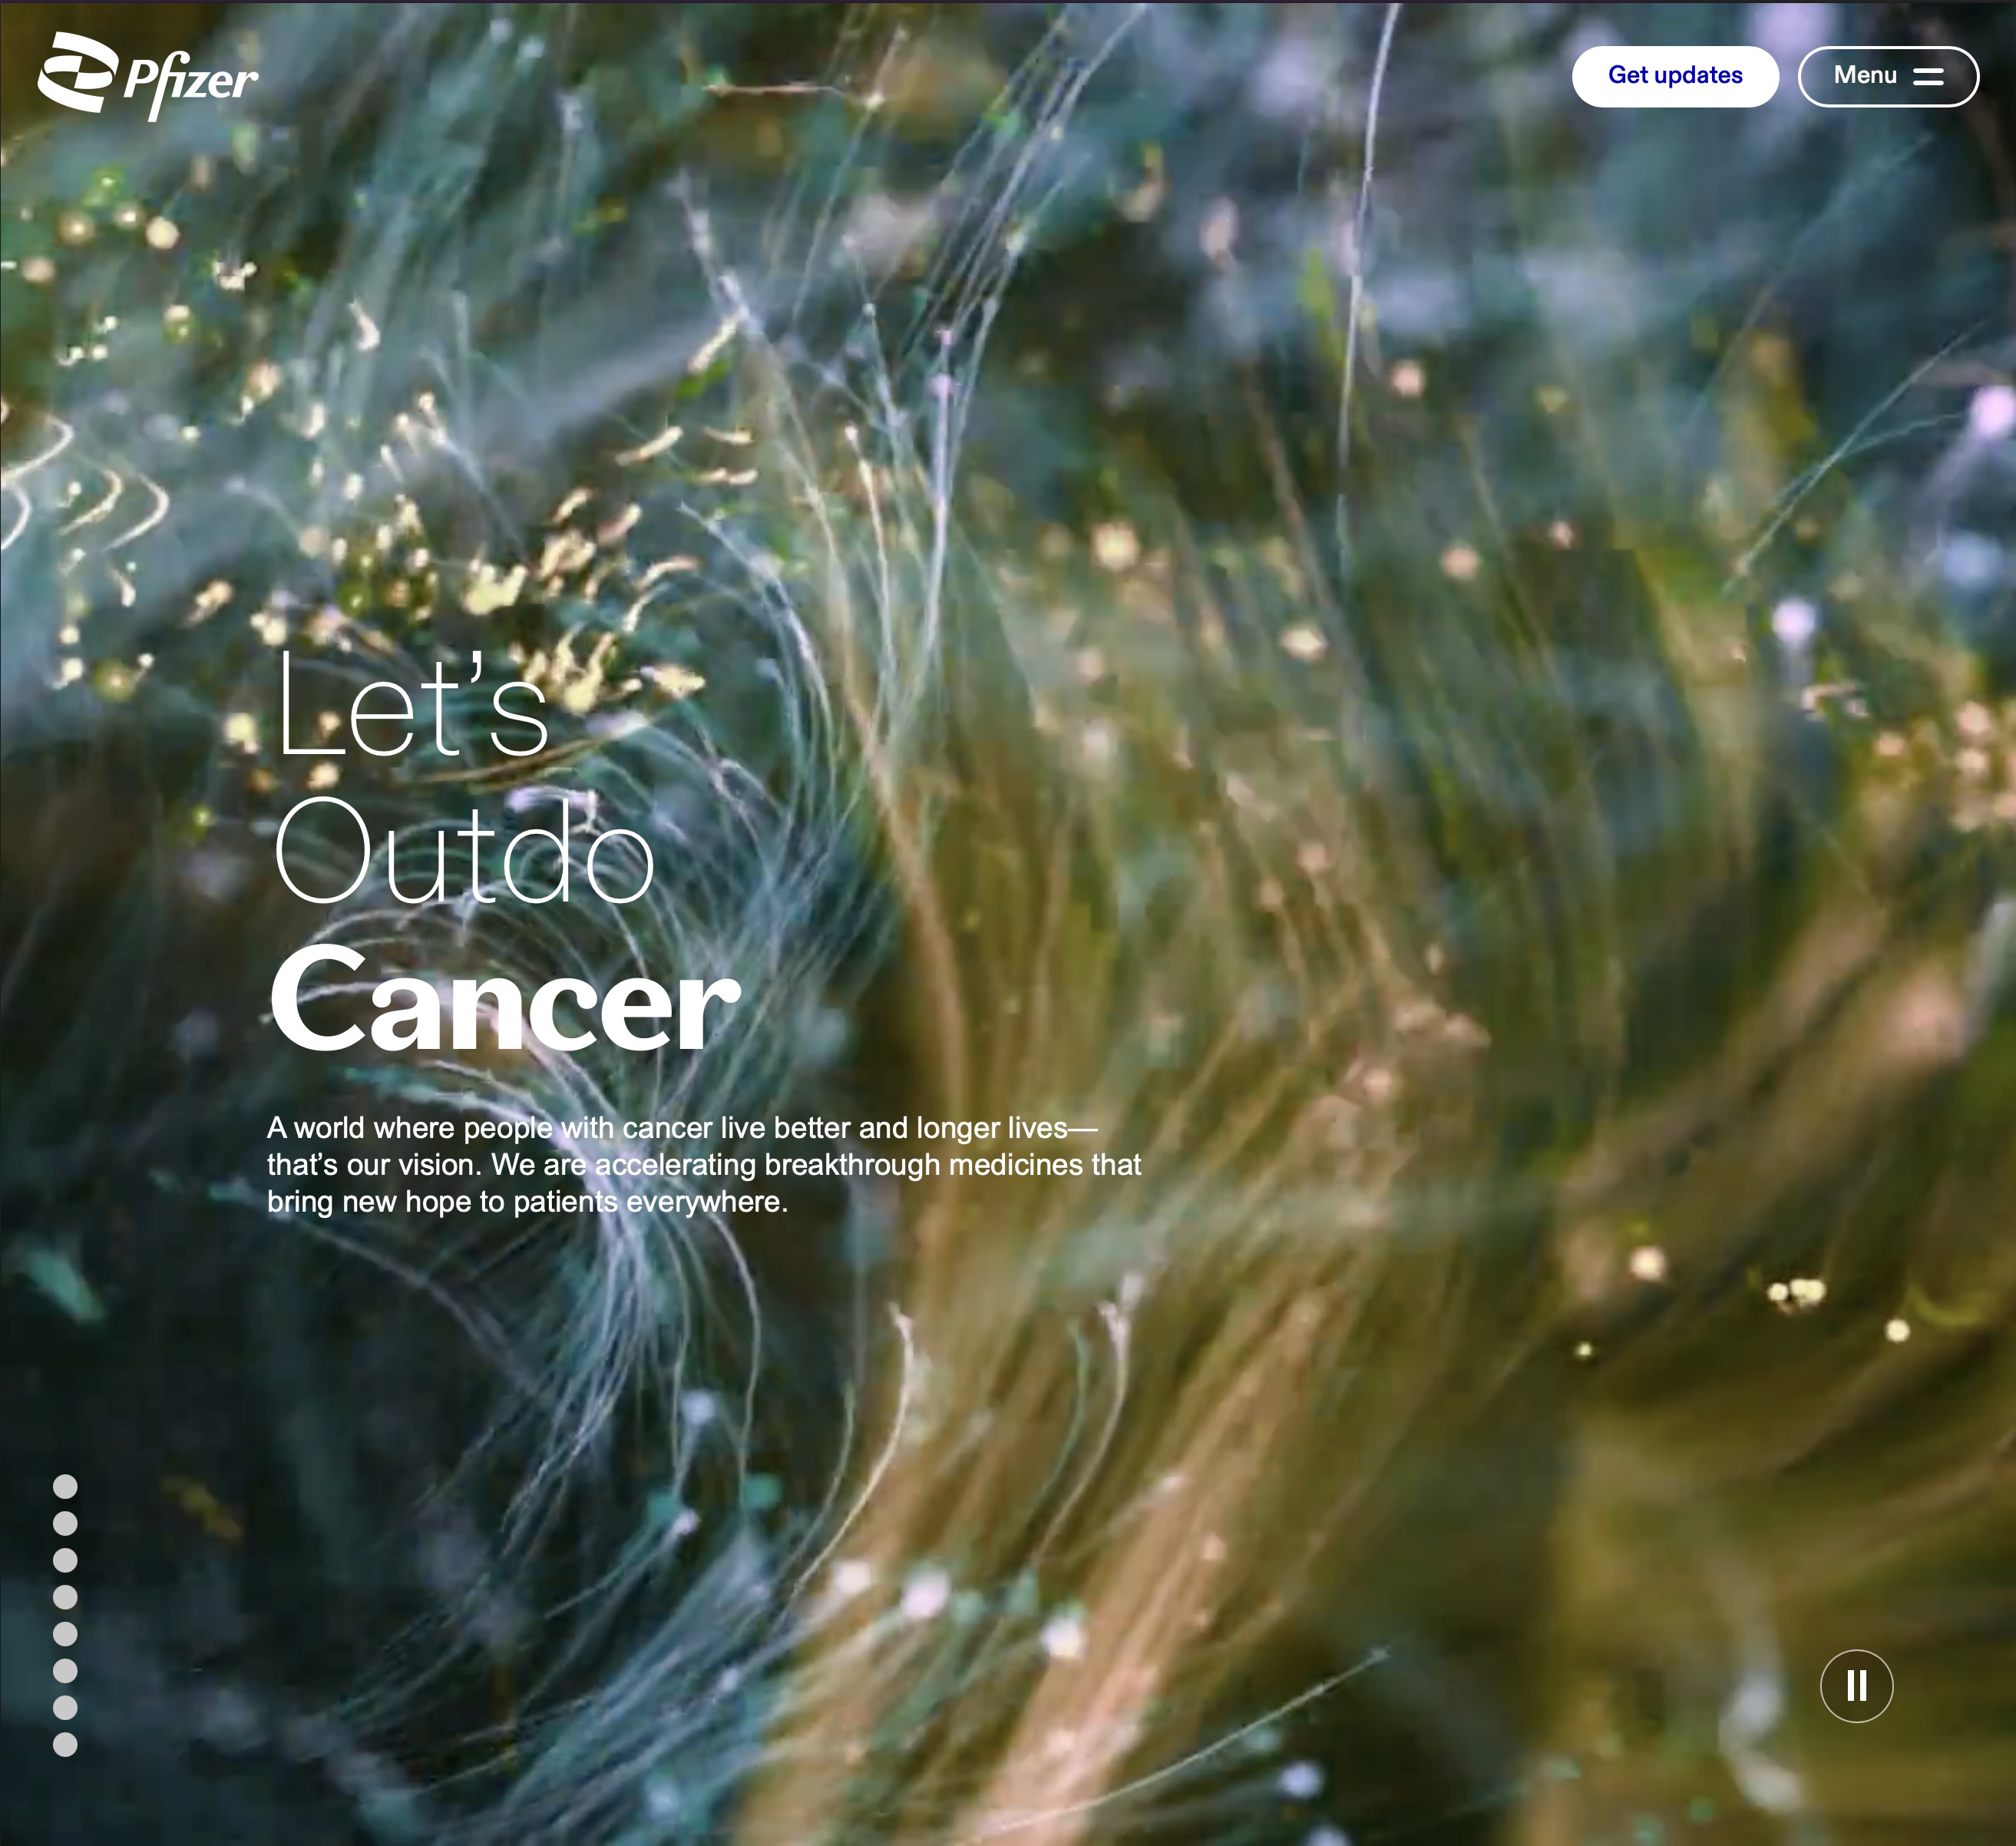 Pfizer
Get updates
Menu
Let’s
Outdo
Cancer
A world where people with cancer live better and longer lives—
that’s our vision. We are accelerating breakthrough medicines that
bring new hope to patients everywhere.